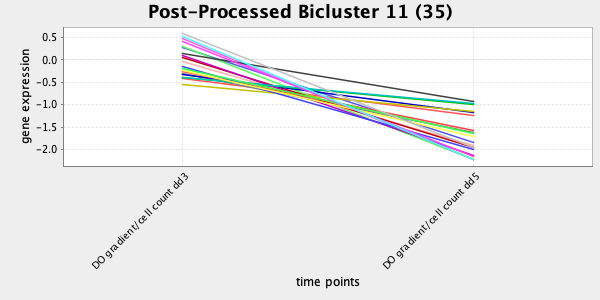 Post-Processed Bicluster 11 (35)
gene expression
0.5
0.0
-0.5
-1.0
-1.5
-2.0
DO gradient/cell count dd3
DO gradient/cell count dd5
time points